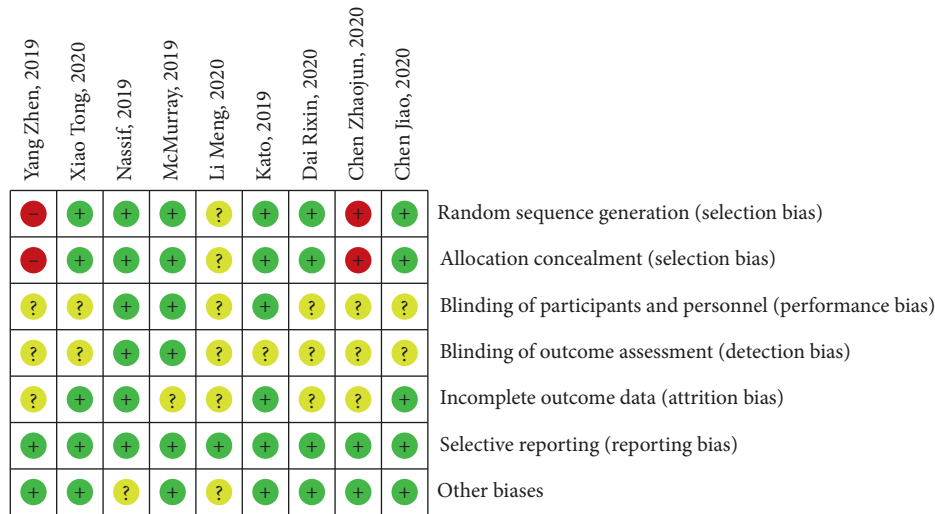 Yang Zhen, 2019
Xiao Tong, 2020
Nassif, 2019
McMurray, 2019
Li Meng, 2020
Kato, 2019
Dai Rixin, 2020
Chen Zhaojun, 2020
Chen Jiao, 2020
− + + + ? + + + + Random sequence generation (selection bias)
− + + + ? + + + + Allocation concealment (selection bias)
? ? + + ? + ? ? ? Blinding of participants and personnel (performance bias)
? ? + + ? ? ? ? ? Blinding of outcome assessment (detection bias)
? + + ? ? + ? ? + Incomplete outcome data (attrition bias)
+ + + + + + + + + Selective reporting (reporting bias)
+ + ? + ? + + + + Other biases